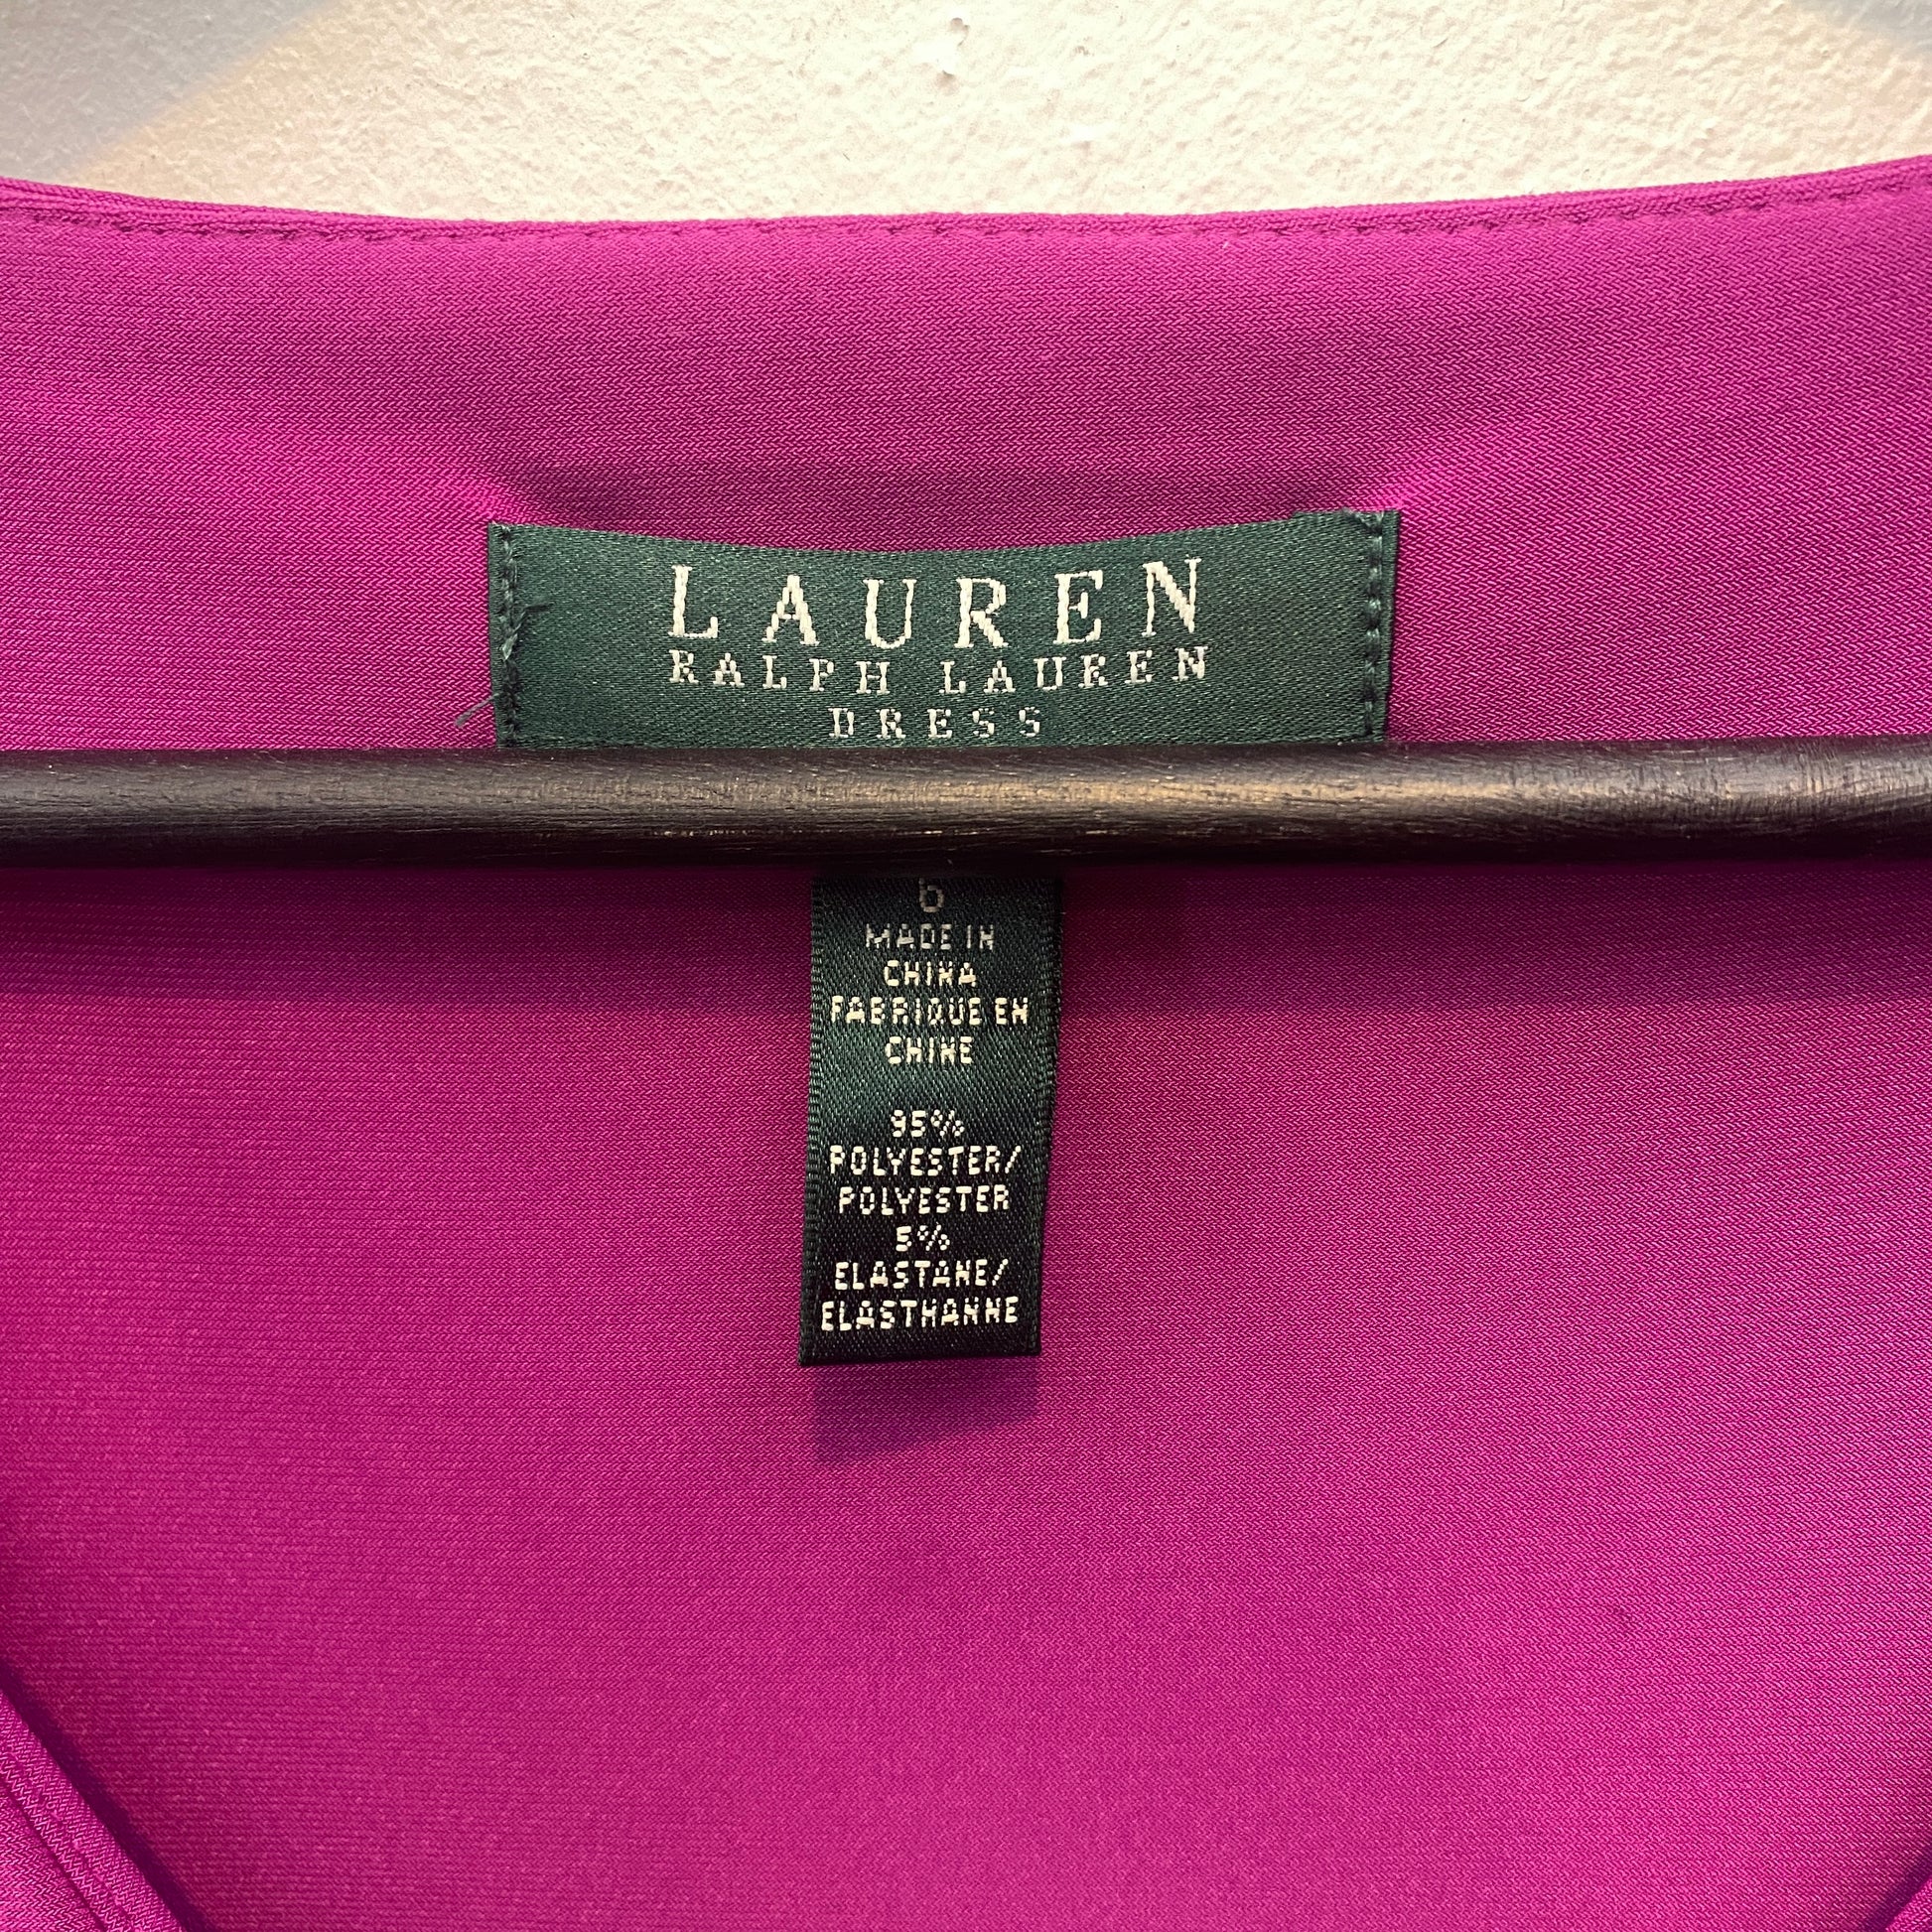 LAUREN
RALPH LAUREN
DRESS
6
MADE IN
CHINA
FABRIQUE EN
CHINE
95%
POLYESTER/
POLYESTER
5%
ELASTANE/
ELASTHANNE